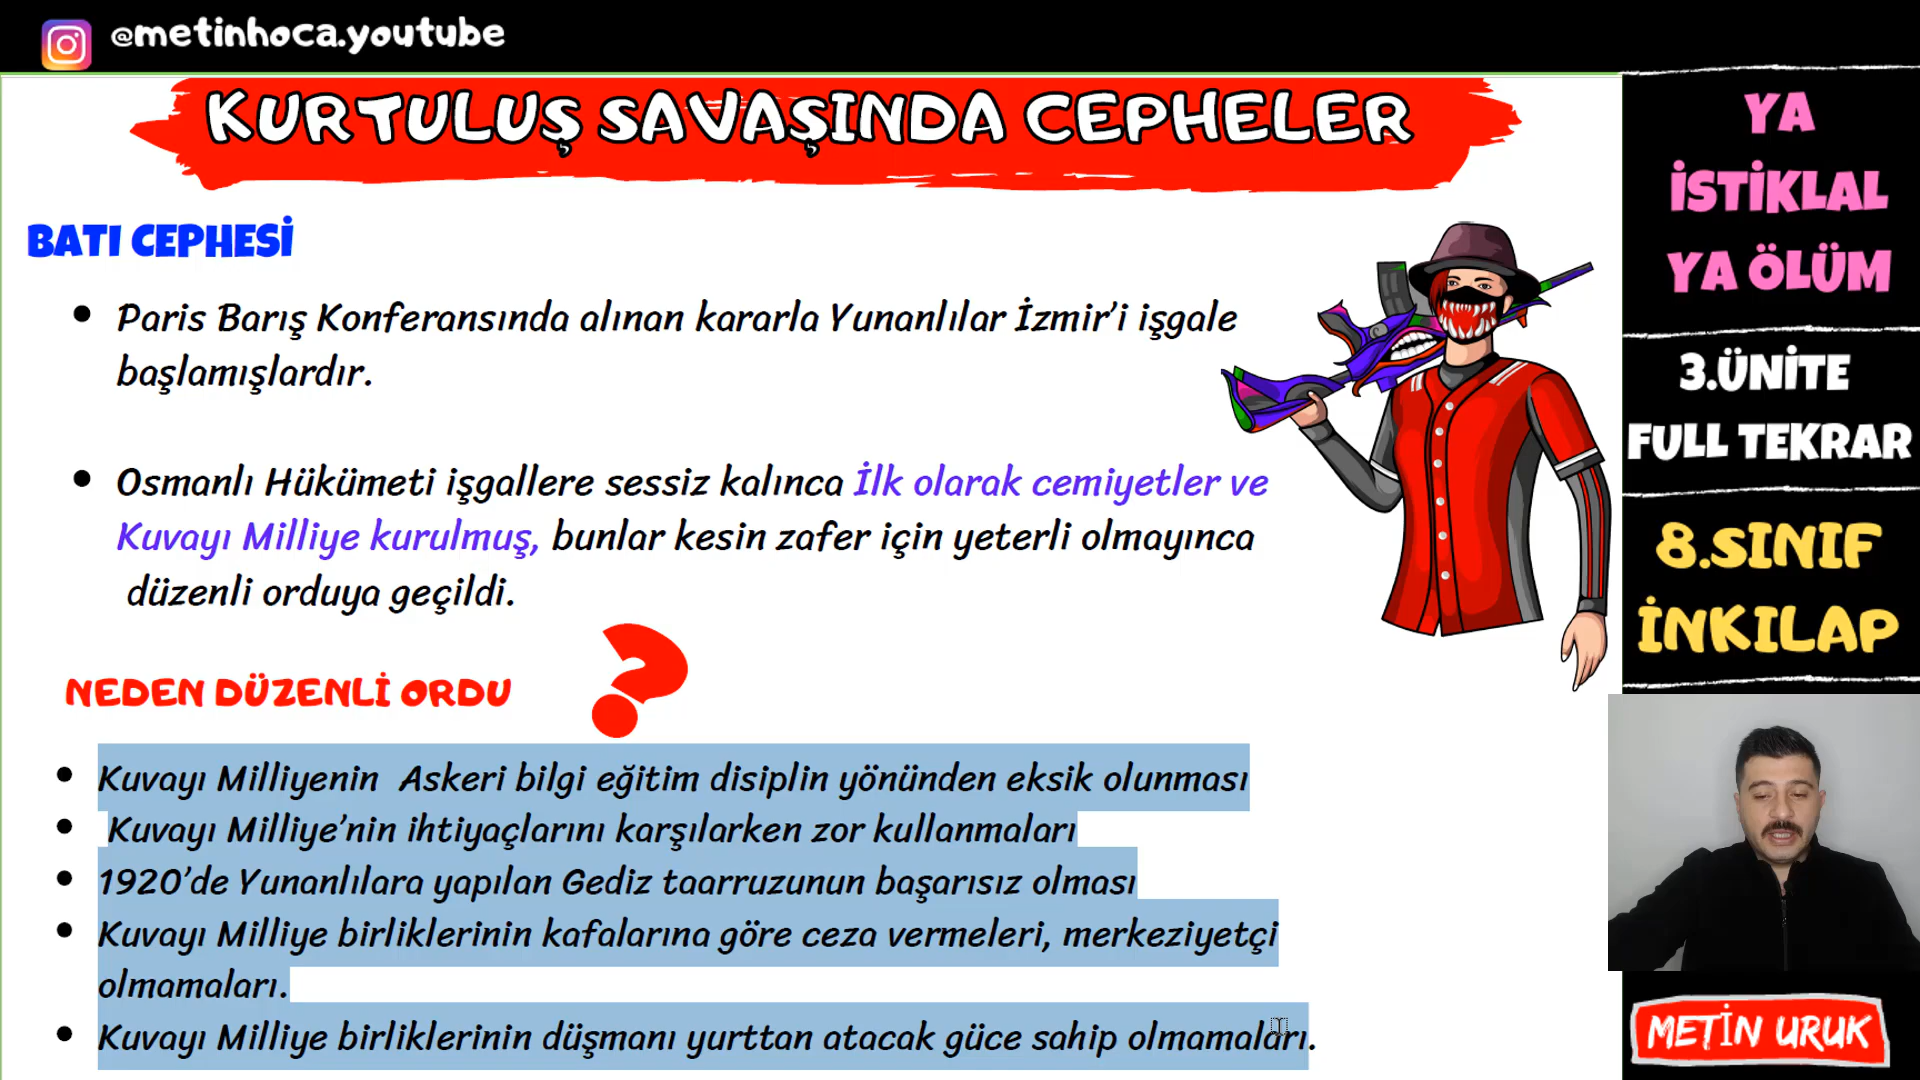 @metinhoca.youtube
KURTULUŞ SAVAŞINDA CEPHELER
BATI CEPHESİ
Paris Barış Konferansında alınan kararla Yunanlılar İzmir’i işgale
başlamışlardır.
Osmanlı Hükümeti işgallere sessiz kalınca İlk olarak cemiyetler ve
Kuvayı Milliye kurulmuş, bunlar kesin zafer için yeterli olmayınca
düzenli orduya geçildi.
NEDEN DÜZENLİ ORDU ?
Kuvayı Milliyenin Askeri bilgi eğitim disiplin yönünden eksik olunması
Kuvayı Milliye’nin ihtiyaçlarını karşılarken zor kullanmaları
1920’de Yunanlılara yapılan Gediz taarruzunun başarısız olması
Kuvayı Milliye birliklerinin kafalarına göre ceza vermeleri, merkeziyetçi
olmamaları.
Kuvayı Milliye birliklerinin düşmanı yurttan atacak güce sahip olmamaları.
YA
İSTİKLAL
YA ÖLÜM
3.ÜNİTE
FULL TEKRAR
8.SINIF
İNKILAP
METİN URUK